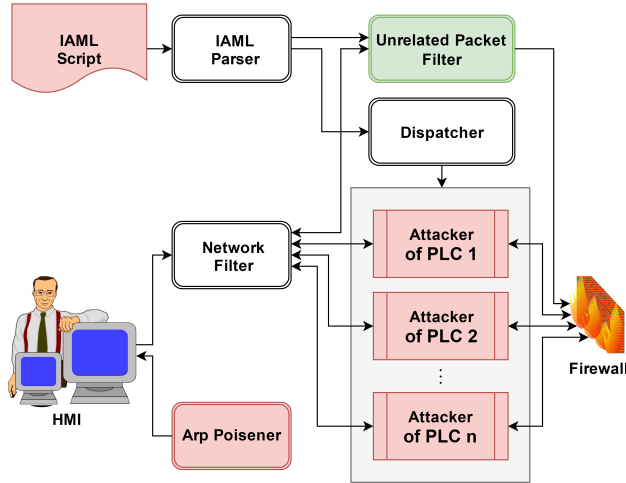 IAML
Script
IAML
Parser
Unrelated Packet
Filter
Dispatcher
Network
Filter
Attacker
of PLC 1
Attacker
of PLC 2
⋮
Attacker
of PLC n
Firewall
HMI
Arp Poisener